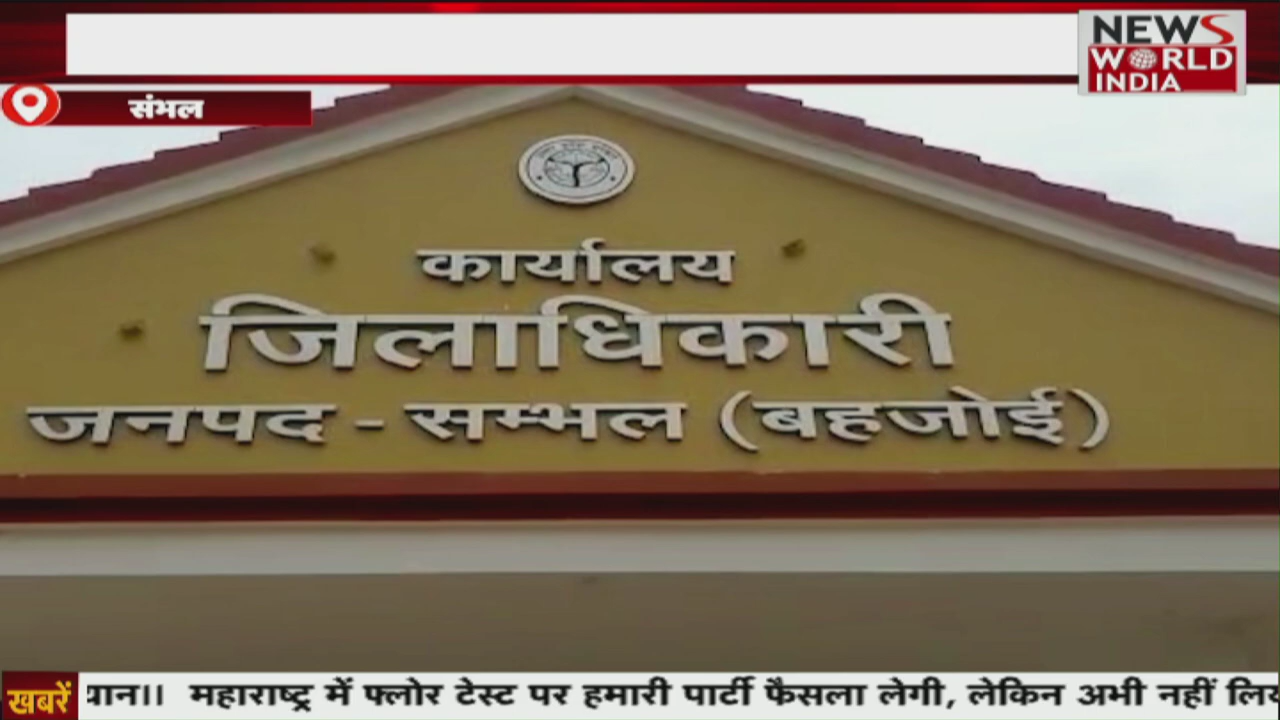 NEWS
WORLD
INDIA
संभल
कार्यालय
जिलाधिकारी
जनपद - सम्भल (बहजोई)
खबरें
महाराष्ट्र में फ्लोर टेस्ट पर हमारी पार्टी फैसला लेगी, लेकिन अभी नहीं